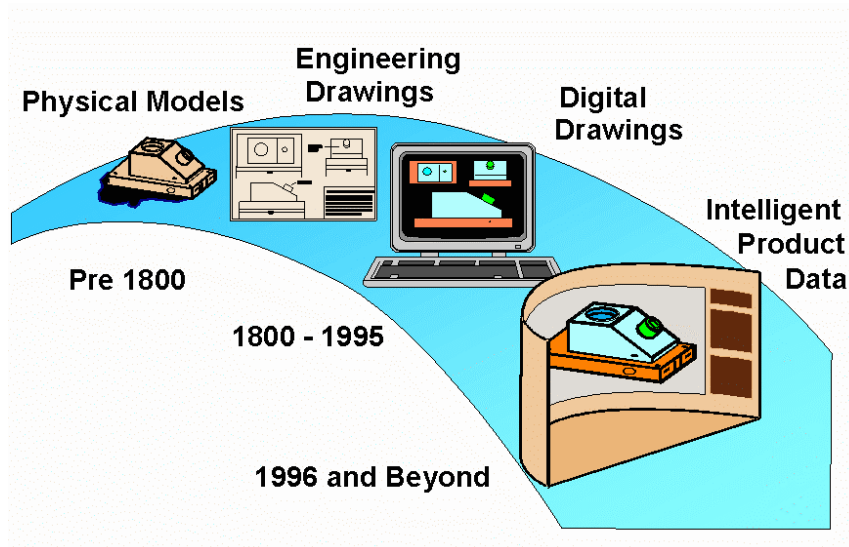 Physical Models
Engineering
Drawings
Digital
Drawings
Intelligent
Product
Data
Pre 1800
1800 - 1995
1996 and Beyond